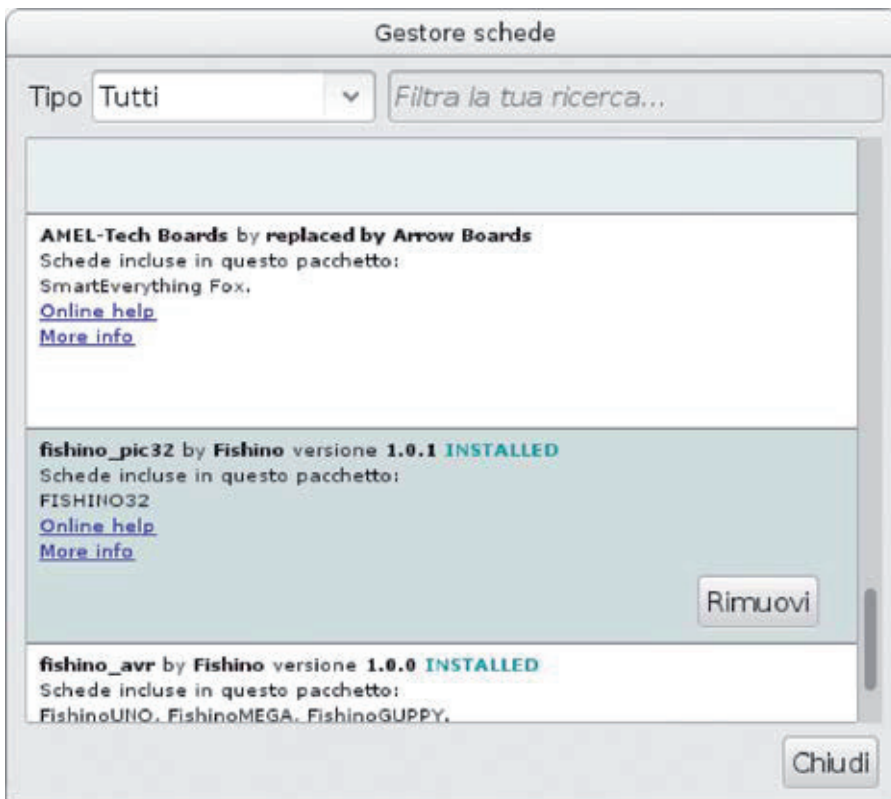 Gestore schede
Tipo Tutti Filtra la tua ricerca...
AMEL-Tech Boards by replaced by Arrow Boards
Schede incluse in questo pacchetto:
SmartEverything Fox.
Online help
More info
fishino_pic32 by Fishino versione 1.0.1 INSTALLED
Schede incluse in questo pacchetto:
FISHINO32
Online help
More info
Rimuovi
fishino_avr by Fishino versione 1.0.0 INSTALLED
Schede incluse in questo pacchetto:
FishinoUNO, FishinoMEGA, FishinoGUPPY.
Chiudi